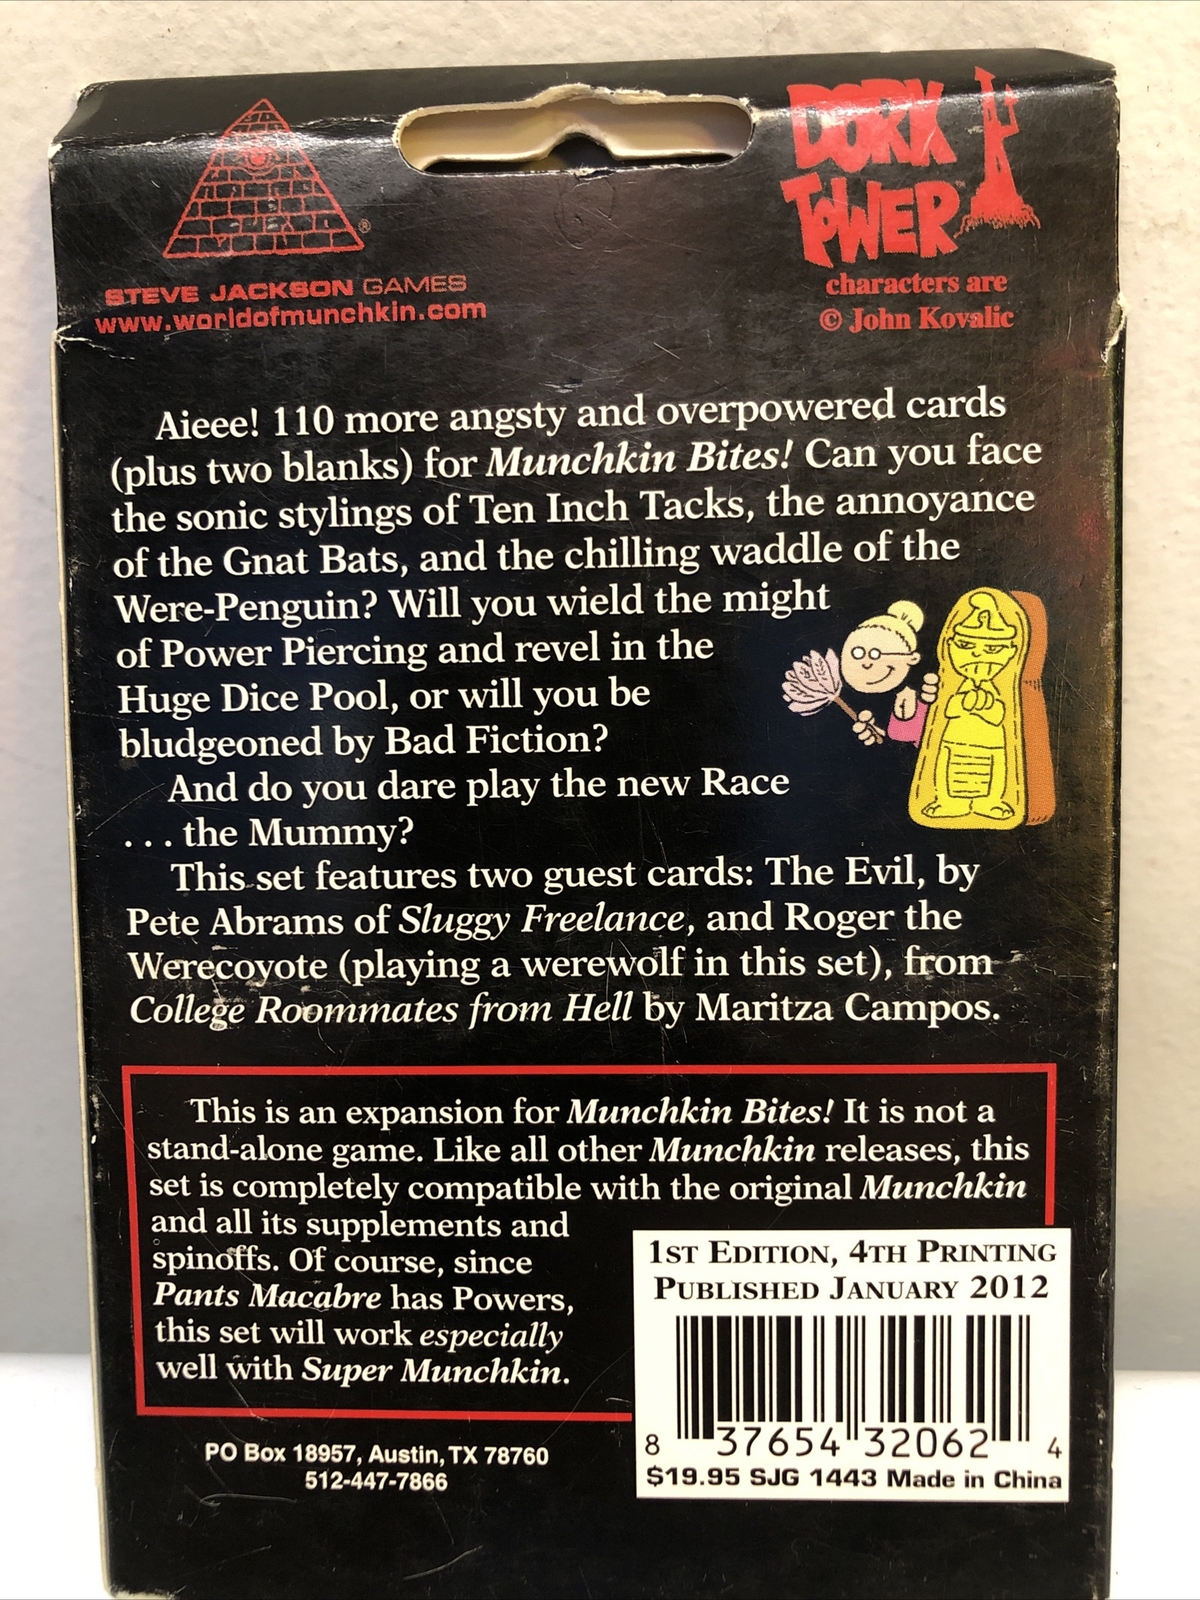 STEVE JACKSON GAMES
www.worldofmunchkin.com
DORK
TOWER™
characters are
© John Kovalic
Aieee! 110 more angsty and overpowered cards
(plus two blanks) for Munchkin Bites! Can you face
the sonic stylings of Ten Inch Tacks, the annoyance
of the Gnat Bats, and the chilling waddle of the
Were-Penguin? Will you wield the might
of Power Piercing and revel in the
Huge Dice Pool, or will you be
bludgeoned by Bad Fiction?
And do you dare play the new Race
. . . the Mummy?
This set features two guest cards: The Evil, by
Pete Abrams of Sluggy Freelance, and Roger the
Werecoyote (playing a werewolf in this set), from
College Roommates from Hell by Maritza Campos.
This is an expansion for Munchkin Bites! It is not a
stand-alone game. Like all other Munchkin releases, this
set is completely compatible with the original Munchkin
and all its supplements and
spinoffs. Of course, since
Pants Macabre has Powers,
this set will work especially
well with Super Munchkin.
1ST EDITION, 4TH PRINTING
PUBLISHED JANUARY 2012
8 37654 32062 4
$19.95 SJG 1443 Made in China
PO Box 18957, Austin, TX 78760
512-447-7866